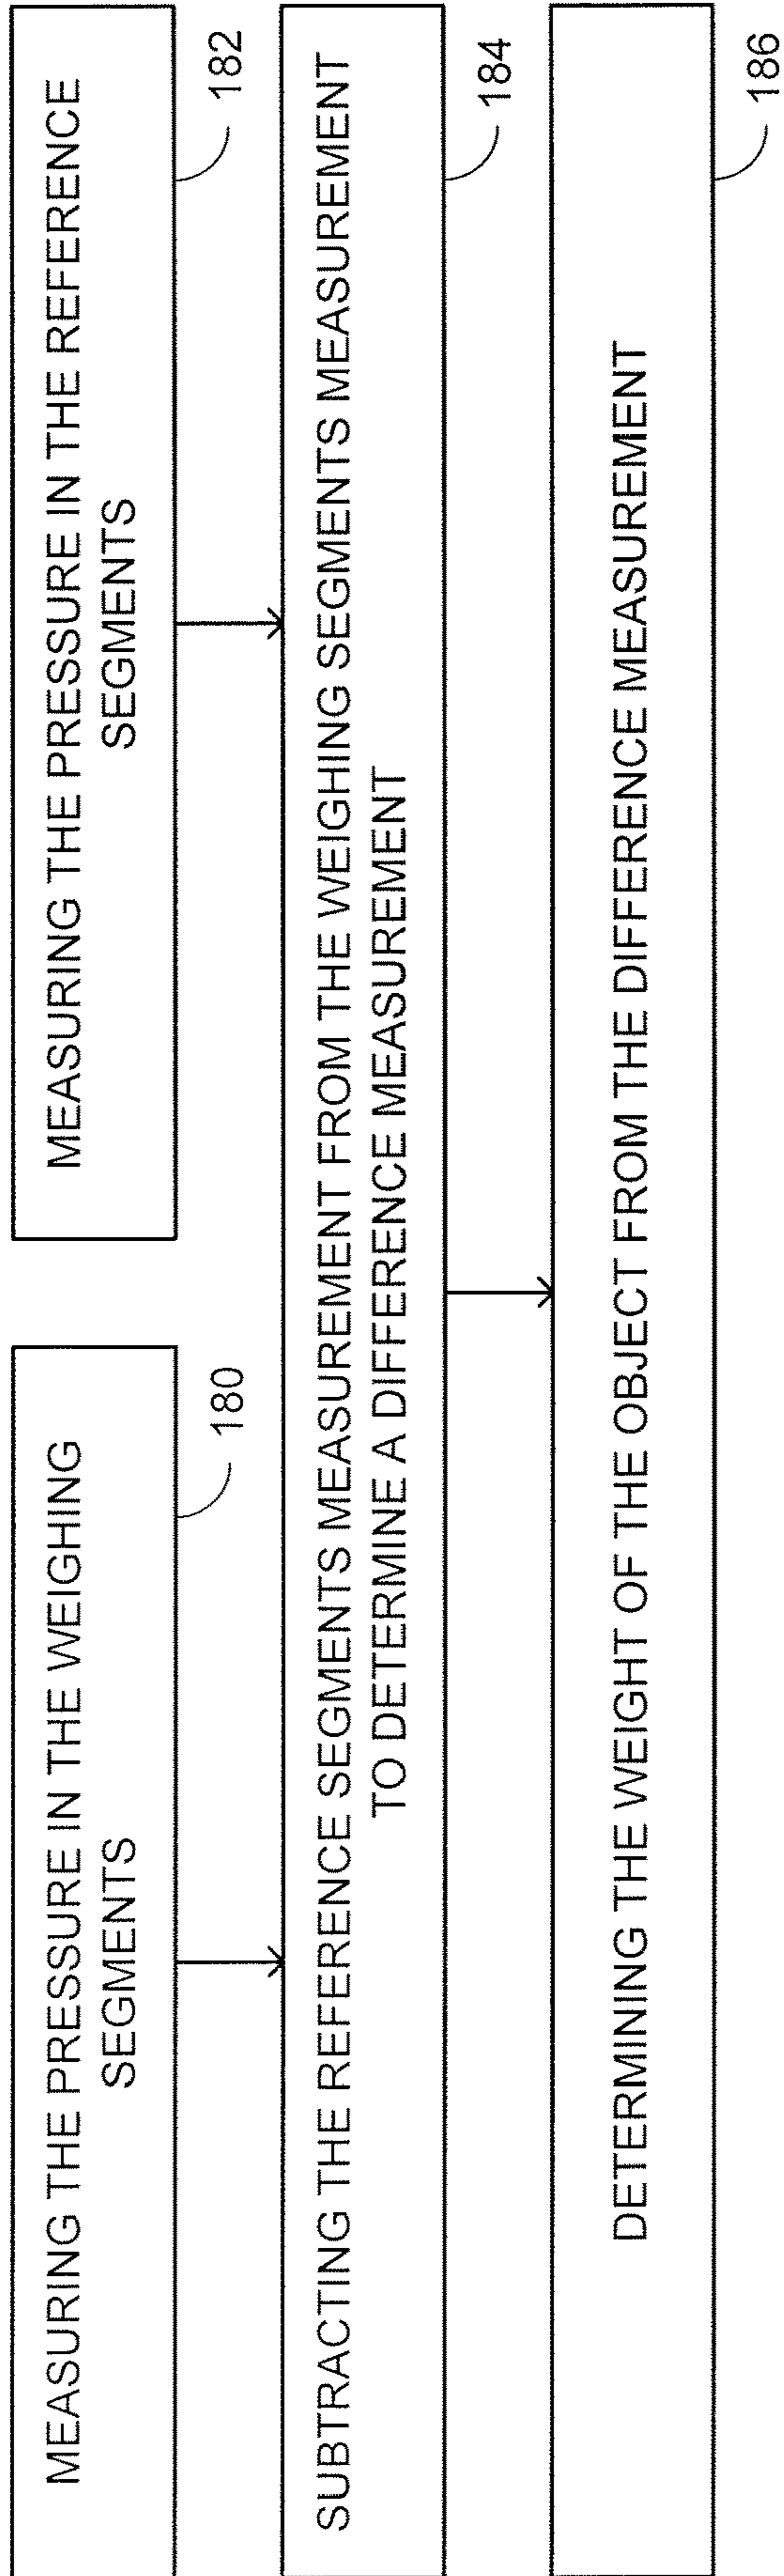 MEASURING THE PRESSURE IN THE WEIGHING
SEGMENTS
180
MEASURING THE PRESSURE IN THE REFERENCE
SEGMENTS
182
SUBTRACTING THE REFERENCE SEGMENTS MEASUREMENT FROM THE WEIGHING SEGMENTS MEASUREMENT
TO DETERMINE A DIFFERENCE MEASUREMENT
184
DETERMINING THE WEIGHT OF THE OBJECT FROM THE DIFFERENCE MEASUREMENT
186